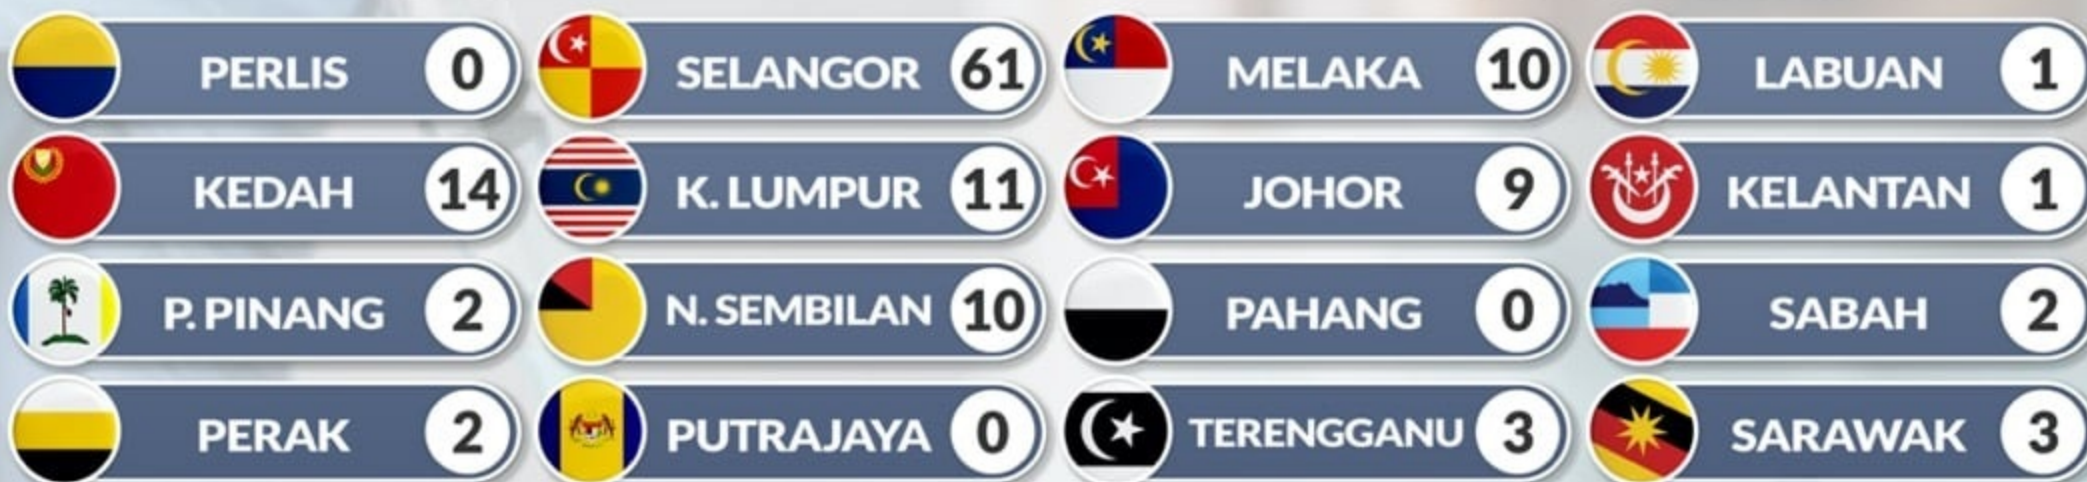 PERLIS 0
SELANGOR 61
MELAKA 10
LABUAN 1
KEDAH 14
K. LUMPUR 11
JOHOR 9
KELANTAN 1
P. PINANG 2
N. SEMBILAN 10
PAHANG 0
SABAH 2
PERAK 2
PUTRAJAYA 0
TERENGGANU 3
SARAWAK 3